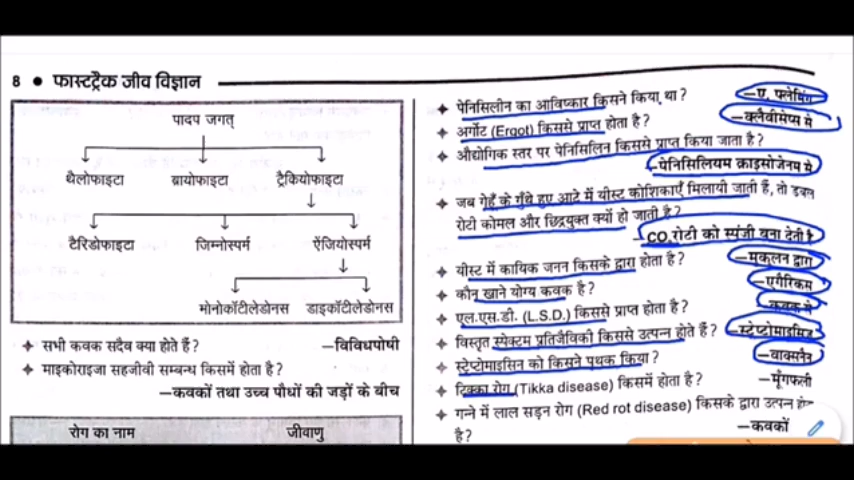 8 • फास्टट्रैक जीव विज्ञान
पादप जगत्
थैलोफाइटा ब्रायोफाइटा ट्रैकियोफाइटा
टैरिडोफाइटा जिम्नोस्पर्म ऐंजियोस्पर्म
मोनोकॉटीलेडोनस डाइकॉटीलेडोनस
सभी कवक सदैव क्या होते हैं? –विविधपोषी
माइकोराइजा सहजीवी सम्बन्ध किसमें होता है?
–कवकों तथा उच्च पौधों की जड़ों के बीच
रोग का नाम जीवाणु
पेनिसिलीन का आविष्कार किसने किया था? –ए. फ्लेमिंग
अर्गोट (Ergot) किससे प्राप्त होता है? –क्लैवीसेप्स से
औद्योगिक स्तर पर पेनिसिलिन किससे प्राप्त किया जाता है?
–पेनिसिलियम क्राइसोजेनम से
जब गेहूँ के गुँथे हुए आटे में यीस्ट कोशिकाएँ मिलायी जाती हैं, तो डबल
रोटी कोमल और छिद्रयुक्त क्यों हो जाती है?
–CO₂ रोटी को स्पंजी बना देती है
यीस्ट में कायिक जनन किसके द्वारा होता है? –मुकुलन द्वारा
कौन खाने योग्य कवक है? –एगैरिकस
एल.एस.डी. (L.S.D.) किससे प्राप्त होता है? कवक से
विस्तृत स्पेक्टम प्रतिजैविकी किससे उत्पन्न होते हैं? –स्ट्रेप्टोमाइसिज
स्ट्रेप्टोमाइसिन को किसने पृथक किया? –वाक्समैन
टिक्का रोग (Tikka disease) किसमें होता है? –मूँगफली
गन्ने में लाल सड़न रोग (Red rot disease) किसके द्वारा उत्पन्न होता
है? –कवकों